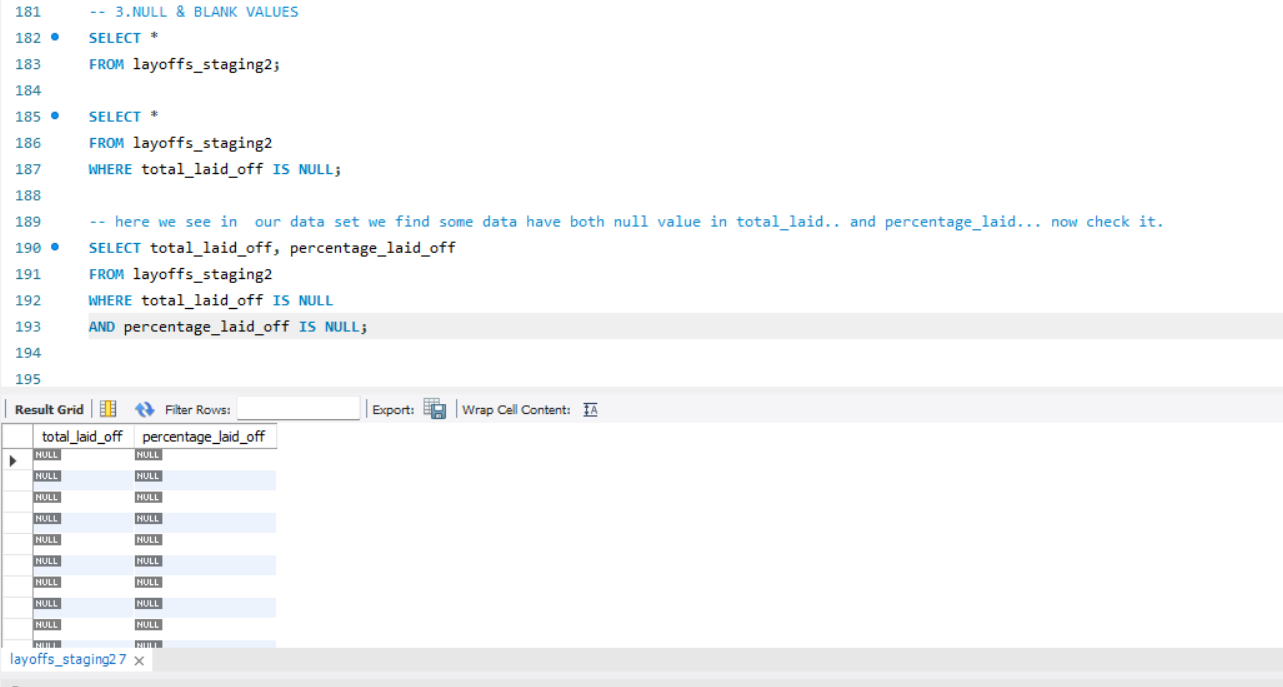 181 -- 3.NULL & BLANK VALUES
182 SELECT *
183 FROM layoffs_staging2;
184
185 SELECT *
186 FROM layoffs_staging2
187 WHERE total_laid_off IS NULL;
188
189 -- here we see in  our data set we find some data have both null value in total_laid.. and percentage_laid... now check it.
190 SELECT total_laid_off, percentage_laid_off
191 FROM layoffs_staging2
192 WHERE total_laid_off IS NULL
193 AND percentage_laid_off IS NULL;
194
195
Result Grid Filter Rows: Export: Wrap Cell Content: IA
total_laid_off percentage_laid_off
NULL NULL
NULL NULL
NULL NULL
NULL NULL
NULL NULL
NULL NULL
NULL NULL
NULL NULL
NULL NULL
NULL NULL
layoffs_staging2 7 ×